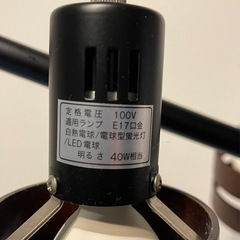 定格電圧 100V
適用ランプ E17口金
白熱電球/電球型蛍光灯
/LED電球
明るさ 40W相当